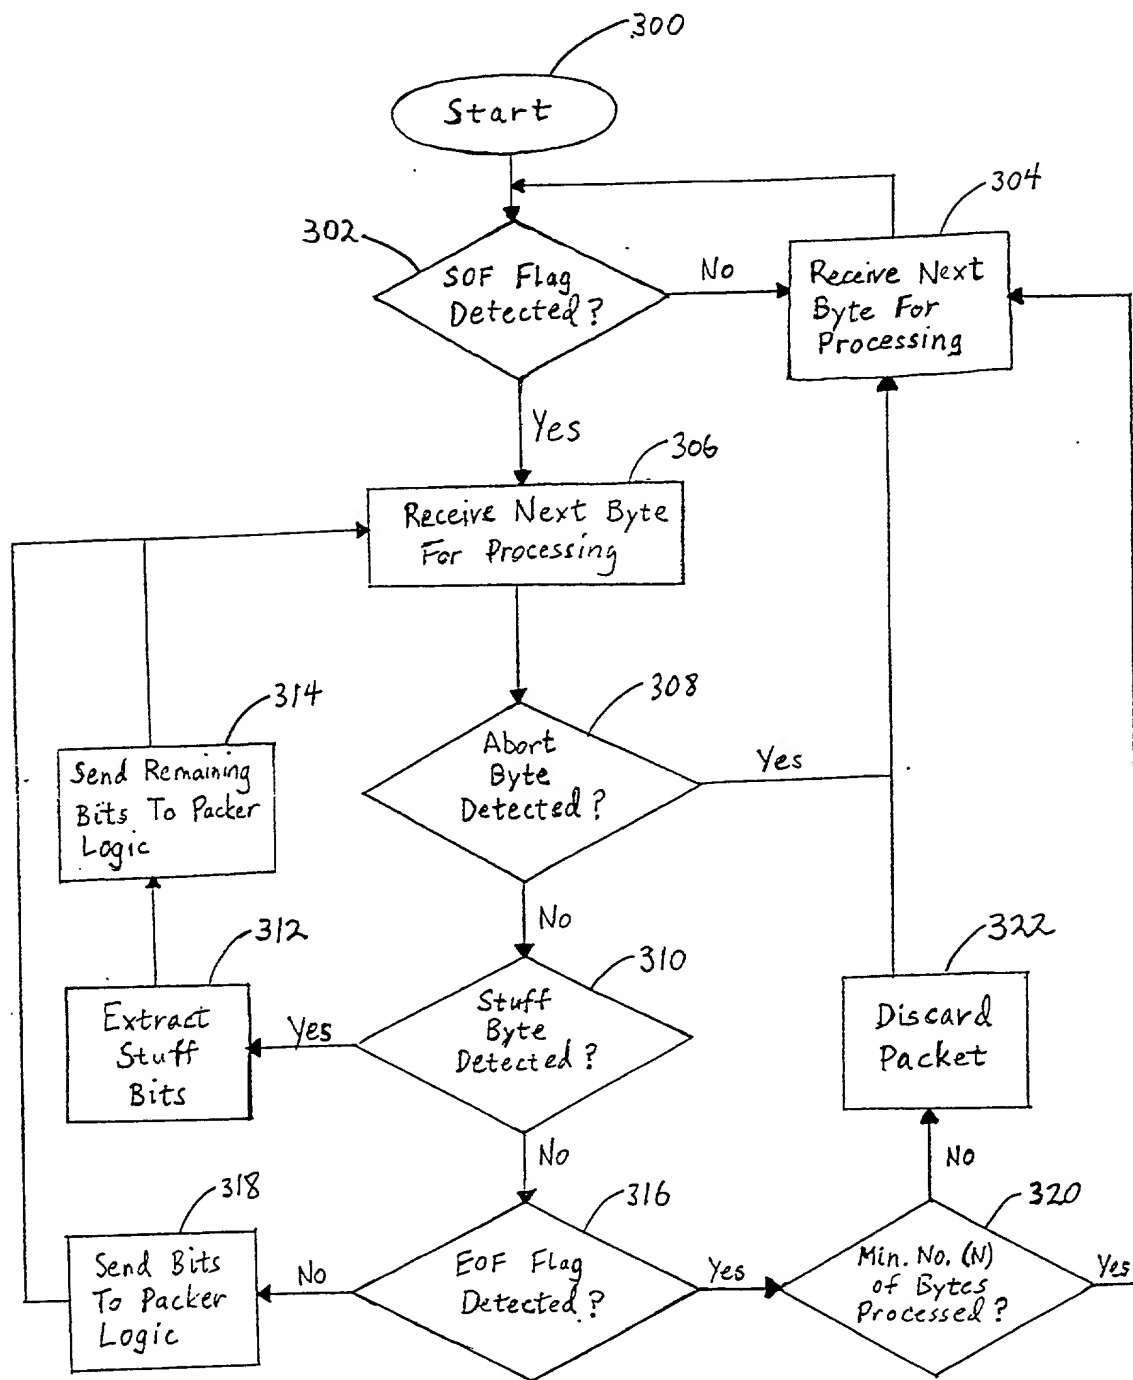 300
Start
304
302
SOF Flag
Detected?
No
Receive Next
Byte For
Processing
Yes
306
Receive Next Byte
For Processing
308
314
Abort
Byte
Detected?
Yes
Send Remaining
Bits To Packer
Logic
No
312
310
322
Stuff
Byte
Detected?
Yes
Extract
Stuff
Bits
Discard
Packet
No
No
318
316
320
Send Bits
To Packer
Logic
No
EOF Flag
Detected?
Yes
Min. No. (N)
of Bytes
Processed?
Yes